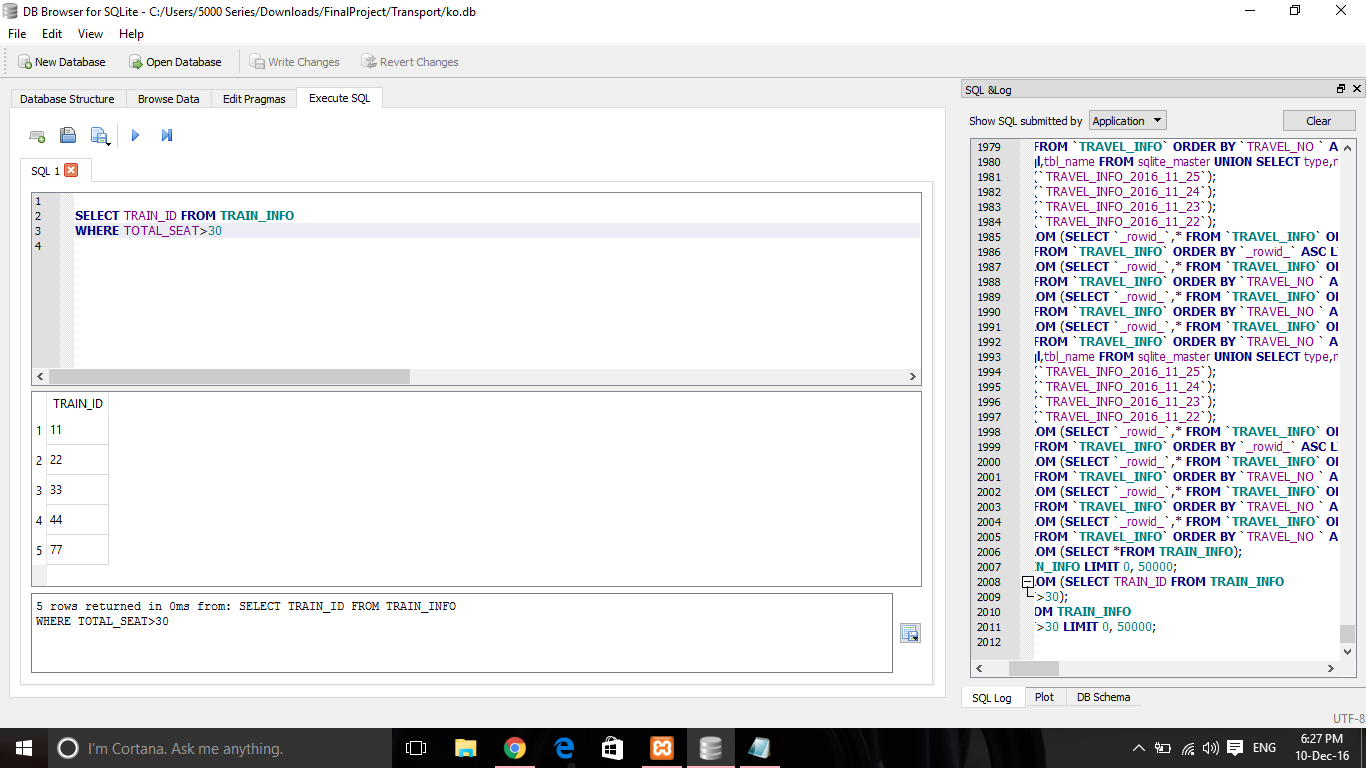 DB Browser for SQLite - C:/Users/5000 Series/Downloads/FinalProject/Transport/ko.db
File Edit View Help
New Database Open Database Write Changes Revert Changes
Database Structure Browse Data Edit Pragmas Execute SQL
SQL 1
1
2 SELECT TRAIN_ID FROM TRAIN_INFO
3 WHERE TOTAL_SEAT>30
4
TRAIN_ID
1 11
2 22
3 33
4 44
5 77
5 rows returned in 0ms from: SELECT TRAIN_ID FROM TRAIN_INFO
WHERE TOTAL_SEAT>30
SQL &Log
Show SQL submitted by Application Clear
1979 FROM `TRAVEL_INFO` ORDER BY `TRAVEL_NO ` A
1980 ql,tbl_name FROM sqlite_master UNION SELECT type,n
1981 (`TRAVEL_INFO_2016_11_25`);
1982 (`TRAVEL_INFO_2016_11_24`);
1983 (`TRAVEL_INFO_2016_11_23`);
1984 (`TRAVEL_INFO_2016_11_22`);
1985 OM (SELECT `_rowid_`,* FROM `TRAVEL_INFO` OI
1986 FROM `TRAVEL_INFO` ORDER BY `_rowid_` ASC LI
1987 OM (SELECT `_rowid_`,* FROM `TRAVEL_INFO` OI
1988 FROM `TRAVEL_INFO` ORDER BY `TRAVEL_NO ` A
1989 OM (SELECT `_rowid_`,* FROM `TRAVEL_INFO` OI
1990 FROM `TRAVEL_INFO` ORDER BY `TRAVEL_NO ` A
1991 OM (SELECT `_rowid_`,* FROM `TRAVEL_INFO` OI
1992 FROM `TRAVEL_INFO` ORDER BY `TRAVEL_NO ` A
1993 ql,tbl_name FROM sqlite_master UNION SELECT type,n
1994 (`TRAVEL_INFO_2016_11_25`);
1995 (`TRAVEL_INFO_2016_11_24`);
1996 (`TRAVEL_INFO_2016_11_23`);
1997 (`TRAVEL_INFO_2016_11_22`);
1998 OM (SELECT `_rowid_`,* FROM `TRAVEL_INFO` OI
1999 FROM `TRAVEL_INFO` ORDER BY `_rowid_` ASC LI
2000 OM (SELECT `_rowid_`,* FROM `TRAVEL_INFO` OI
2001 FROM `TRAVEL_INFO` ORDER BY `TRAVEL_NO ` A
2002 OM (SELECT `_rowid_`,* FROM `TRAVEL_INFO` OI
2003 FROM `TRAVEL_INFO` ORDER BY `TRAVEL_NO ` A
2004 OM (SELECT `_rowid_`,* FROM `TRAVEL_INFO` OI
2005 FROM `TRAVEL_INFO` ORDER BY `TRAVEL_NO ` A
2006 OM (SELECT *FROM TRAIN_INFO);
2007 IN_INFO LIMIT 0, 50000;
2008 OM (SELECT TRAIN_ID FROM TRAIN_INFO
2009 >30);
2010 OM TRAIN_INFO
2011 >30 LIMIT 0, 50000;
2012
SQL Log Plot DB Schema
UTF-8
I'm Cortana. Ask me anything.
ENG
6:27 PM
10-Dec-16